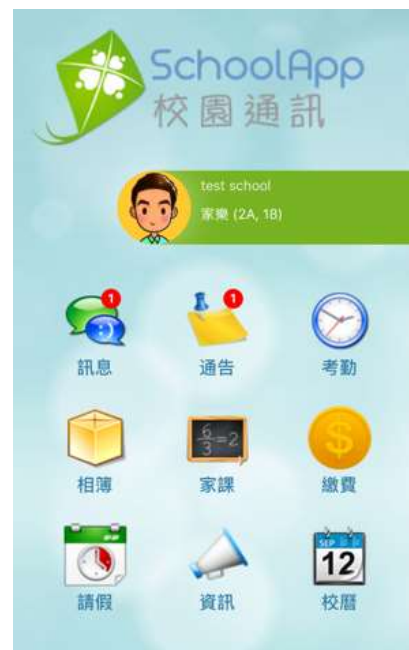 SchoolApp
校園通訊
test school
家樂 (2A, 18)
1
1
訊息
通告
考勤
6/3=2
相簿
家課
繳費
SEP
12
請假
資訊
校曆